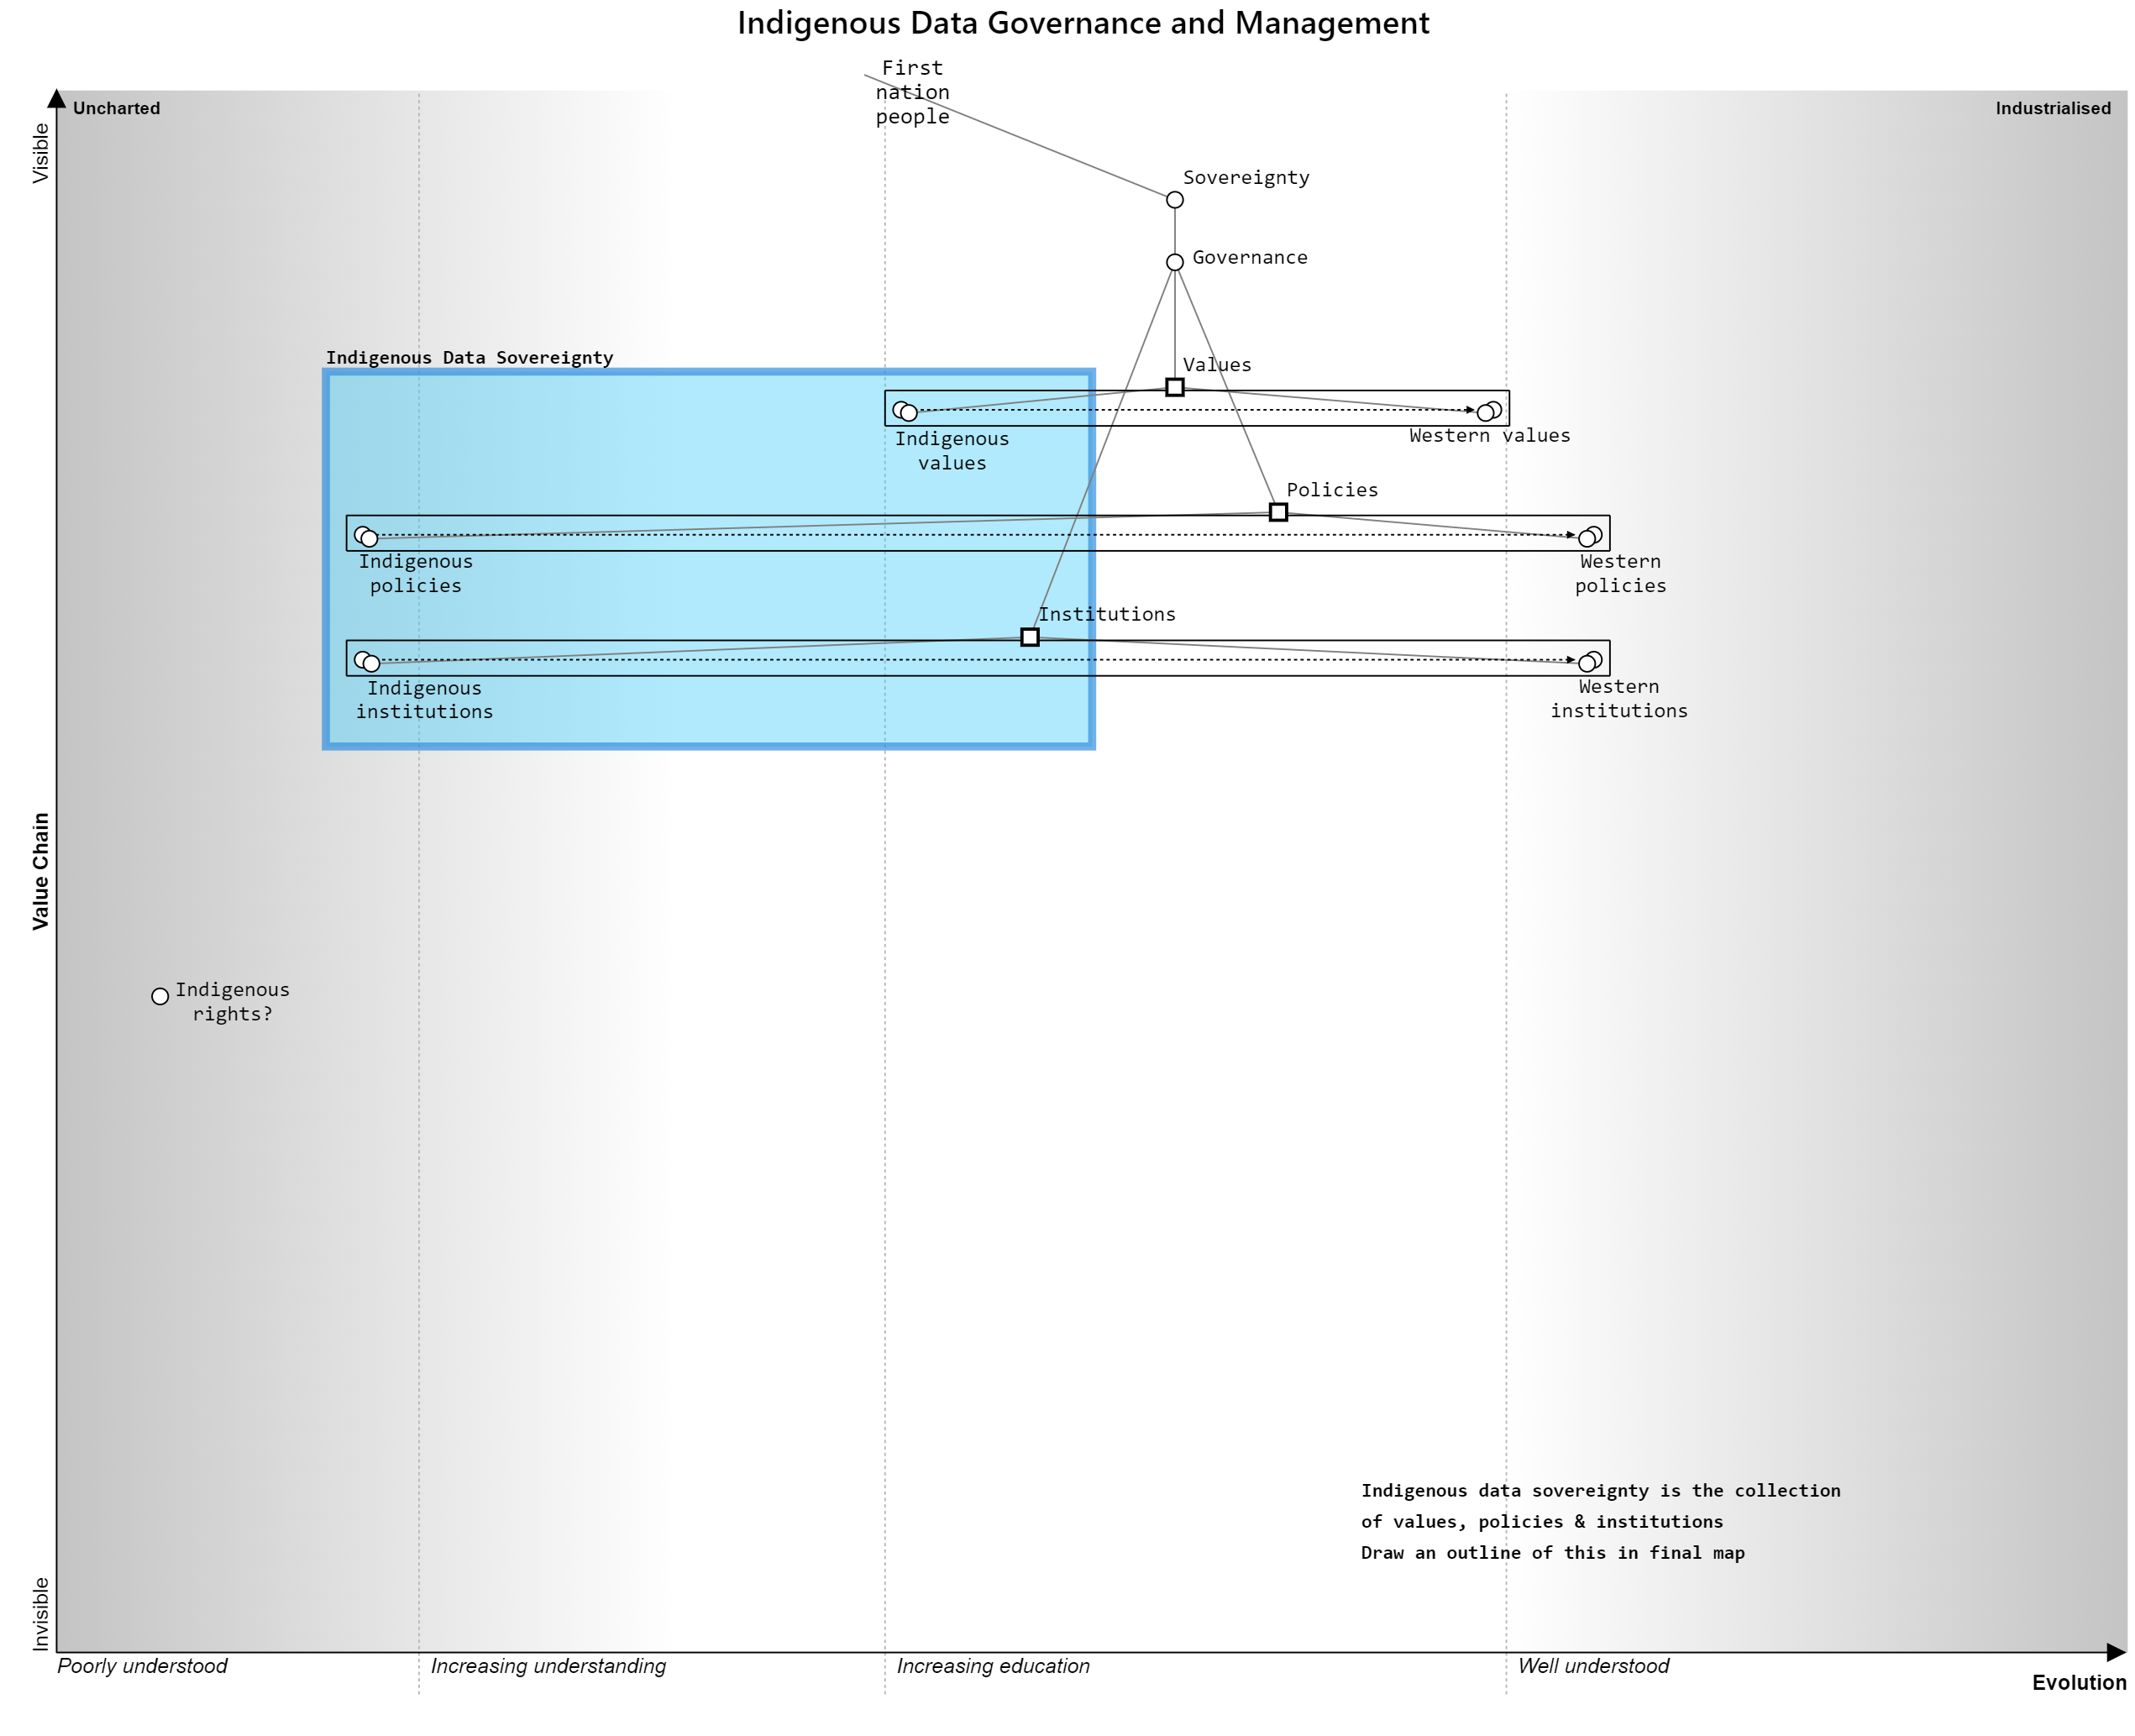 Indigenous Data Governance and Management
First
nation
people
Uncharted
Industrialised
Visible
Sovereignty
Governance
Indigenous Data Sovereignty
Values
Indigenous
values
Western values
Policies
Indigenous
policies
Western
policies
Institutions
Indigenous
institutions
Western
institutions
Value Chain
Indigenous
rights?
Indigenous data sovereignty is the collection
of values, policies & institutions
Draw an outline of this in final map
Invisible
Poorly understood
Increasing understanding
Increasing education
Well understood
Evolution